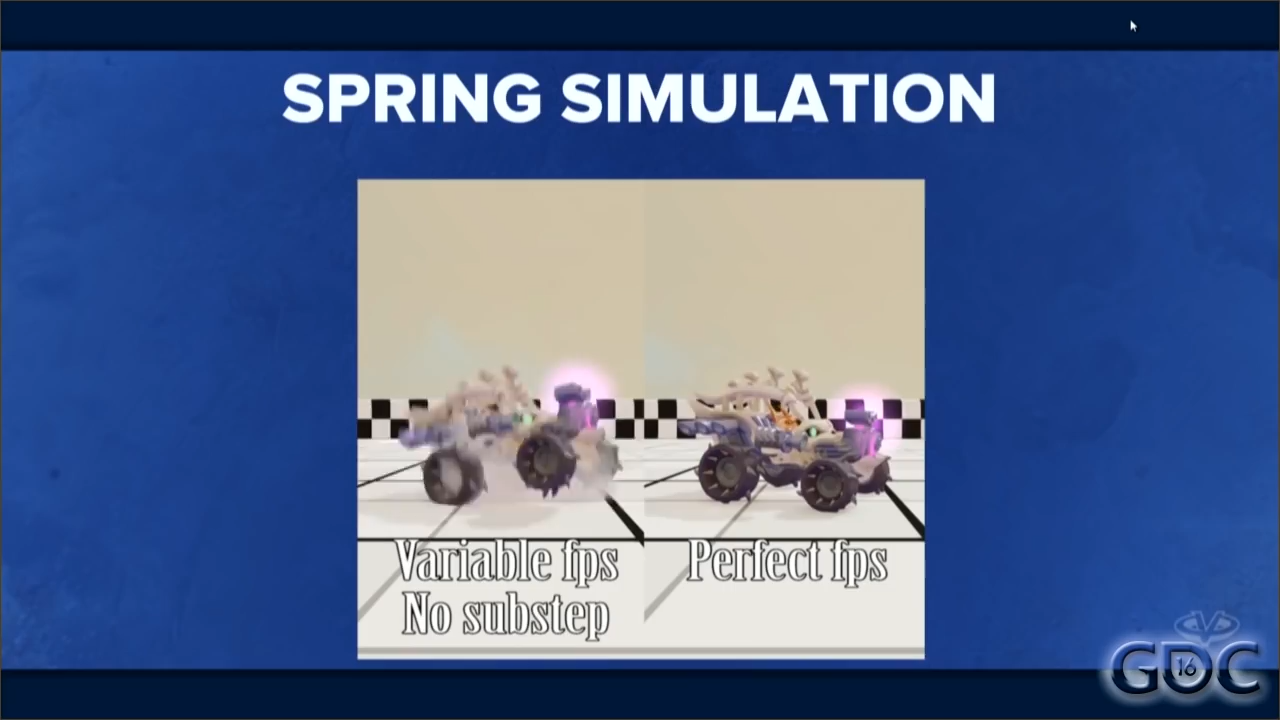 SPRING SIMULATION
Variable fps
No substep
Perfect fps
GDC
16